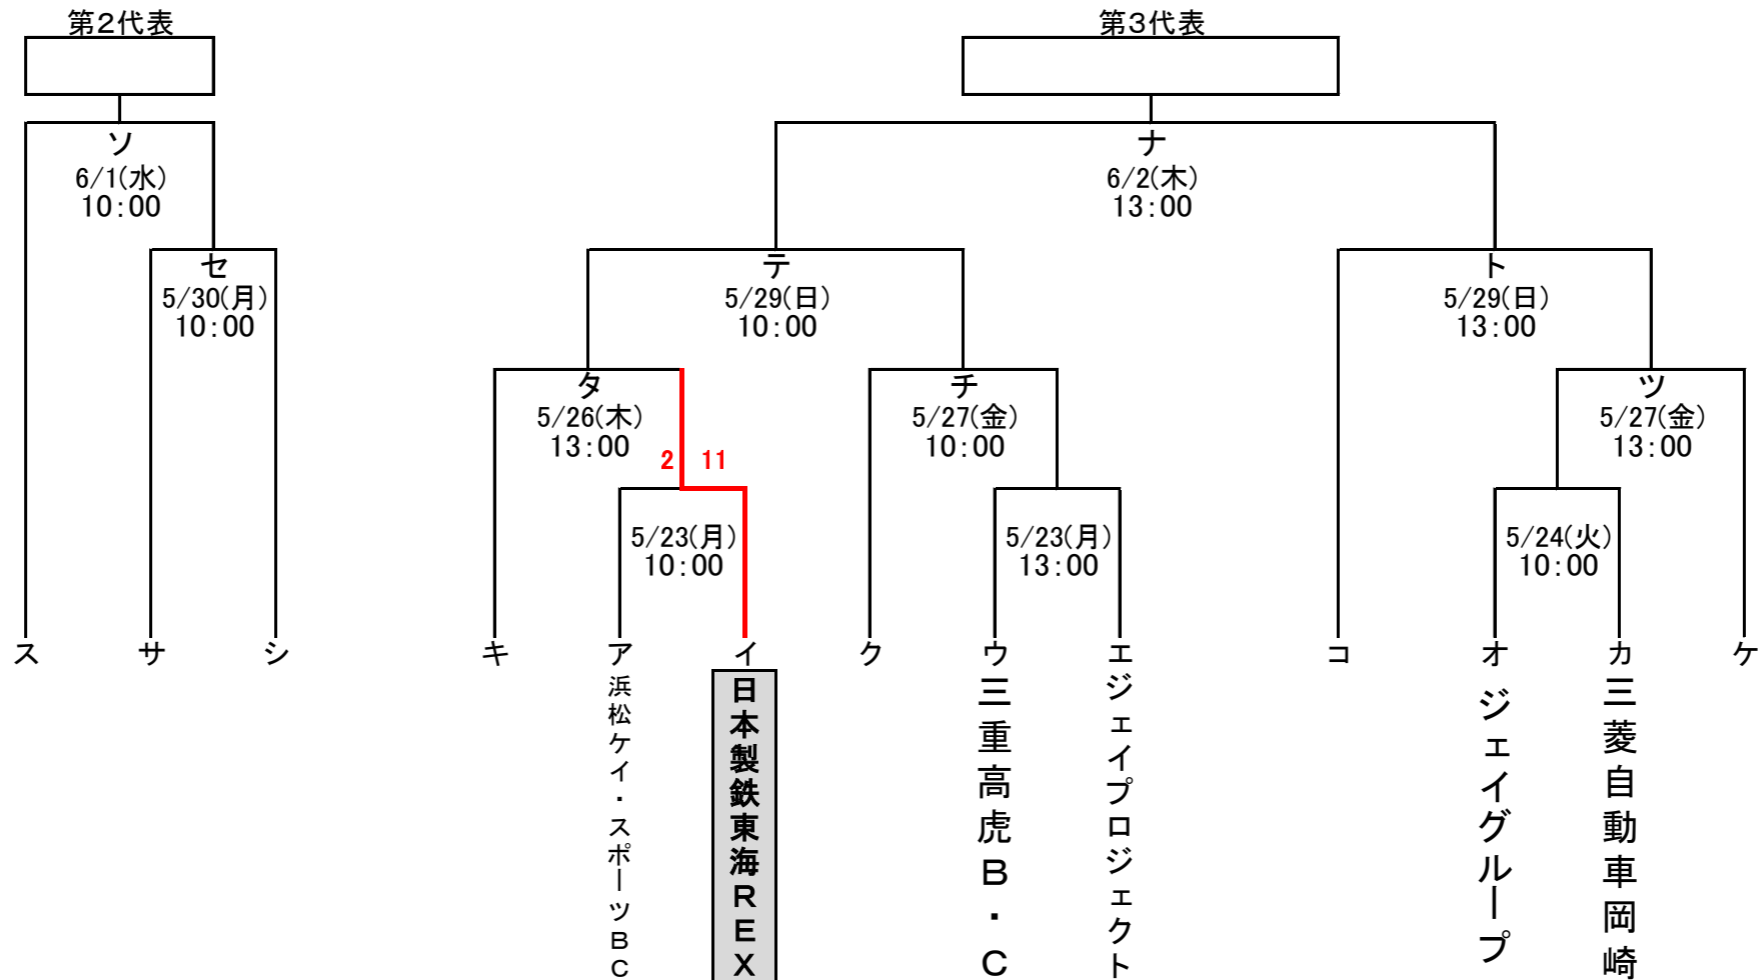 第2代表
第3代表
ソ
6/1(水)
10:00
ナ
6/2(木)
13:00
セ
5/30(月)
10:00
テ
5/29(日)
10:00
ト
5/29(日)
13:00
タ
5/26(木)
13:00
チ
5/27(金)
10:00
ツ
5/27(金)
13:00
2 11
5/23(月)
10:00
5/23(月)
13:00
5/24(火)
10:00
ス
サ
シ
キ
ア
浜松ケイ・スポーツBC
イ
日本製鉄東海REX
ク
ウ
三重高虎B・C
エ
ジェイプロジェクト
コ
オ
ジェイグループ
カ
三菱自動車岡崎
ケ